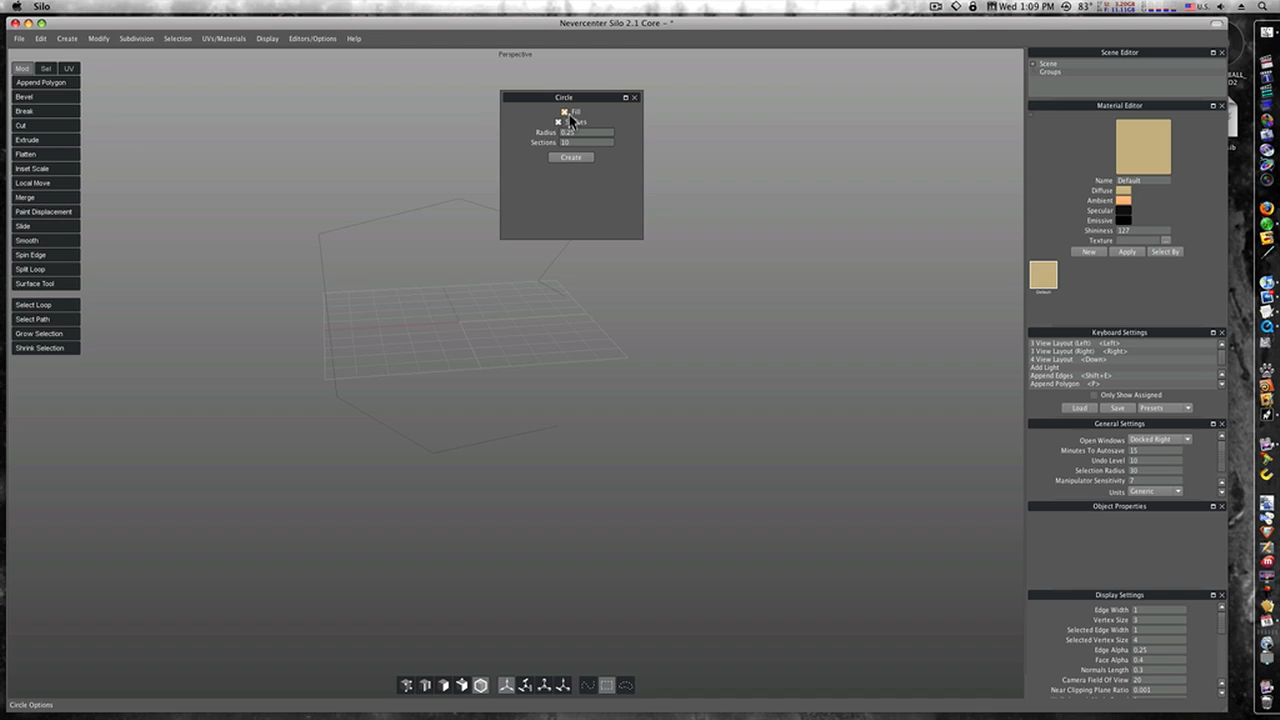 Silo
3.20GB
83°
Wed 1:09 PM
U.S.
11.11GB
Nevercenter Silo 2.1 Core - *
File Edit Create Modify Subdivision Selection UVs/Materials Display Editors/Options Help
Perspective
Mod Sel UV
Append Polygon
Bevel
Break
Cut
Extrude
Flatten
Inset Scale
Local Move
Merge
Paint Displacement
Slide
Smooth
Spin Edge
Split Loop
Surface Tool
Select Loop
Select Path
Grow Selection
Shrink Selection
Circle
Fill
Radius 0.25
Sections 10
Create
Scene Editor
Scene
Groups
Material Editor
Name Default
Diffuse
Ambient
Specular
Emissive
Shininess 127
Texture ...
New Apply Select By
Default
Keyboard Settings
3 View Layout (Left) <Left>
3 View Layout (Right) <Right>
4 View Layout <Down>
Add Light
Append Edges <Shift+E>
Append Polygon <P>
Only Show Assigned
Load Save Presets
General Settings
Open Windows Docked Right
Minutes To Autosave 15
Undo Level 10
Selection Radius 30
Manipulator Sensitivity 7
Units Generic
Object Properties
Display Settings
Edge Width 1
Vertex Size 3
Selected Edge Width 1
Selected Vertex Size 4
Edge Alpha 0.25
Face Alpha 0.4
Normals Length 0.3
Camera Field Of View 20
Near Clipping Plane Ratio 0.001
Circle Options